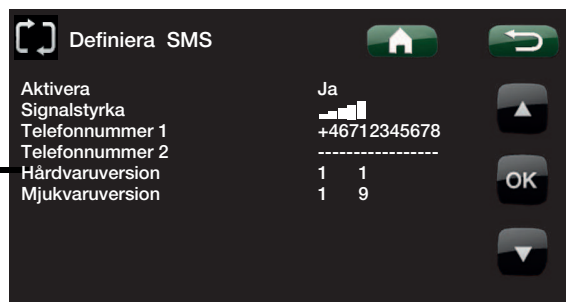 Definiera SMS
Aktivera Ja
Signalstyrka
Telefonnummer 1 +46712345678
Telefonnummer 2 -----------------
Hårdvaruversion 1 1
Mjukvaruversion 1 9
OK